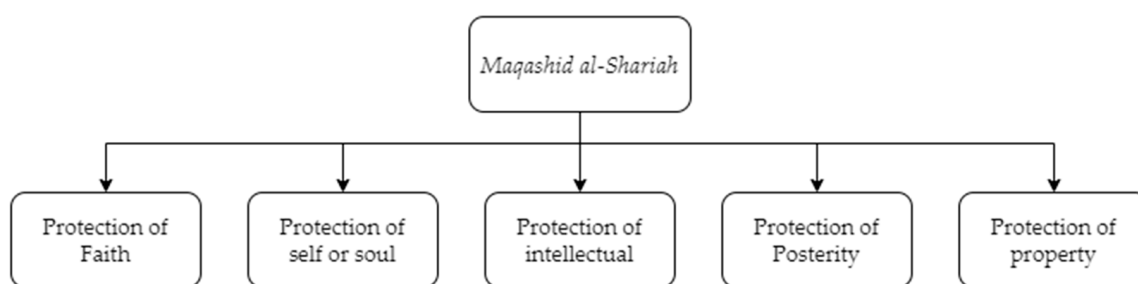 Maqashid al-Shariah
Protection of
Faith
Protection of
self or soul
Protection of
intellectual
Protection of
Posterity
Protection of
property